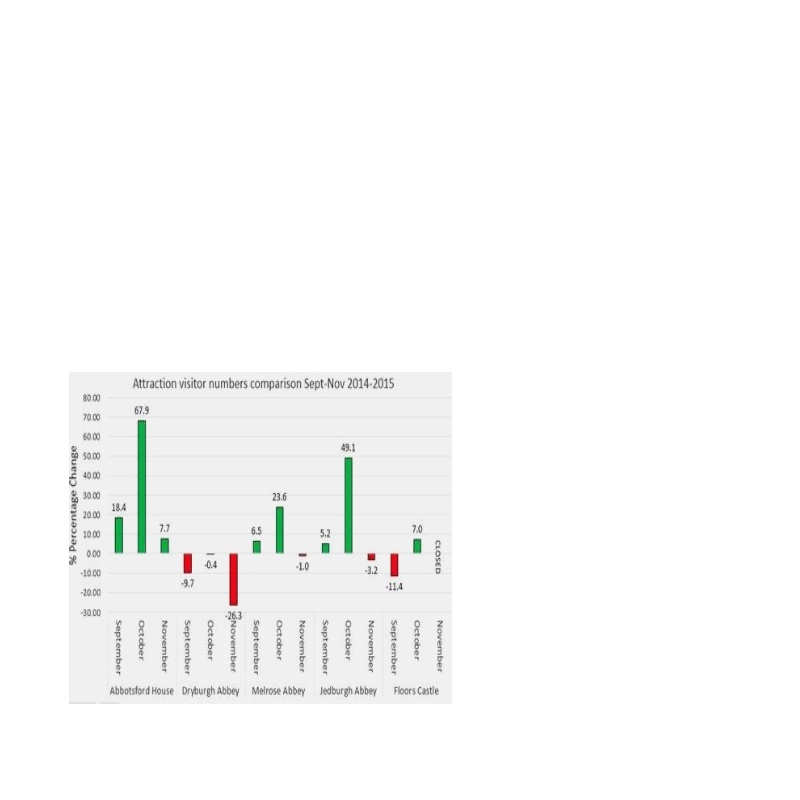 Attraction visitor numbers comparison Sept-Nov 2014-2015
% Percentage Change
80.00
70.00
60.00
50.00
40.00
30.00
20.00
10.00
0.00
-10.00
-20.00
-30.00
18.4
67.9
7.7
-9.7
-0.4
-26.3
6.5
23.6
-1.0
5.2
49.1
-3.2
-11.4
7.0
CLOSED
September
October
November
September
October
November
September
October
November
September
October
November
September
October
November
Abbotsford House
Dryburgh Abbey
Melrose Abbey
Jedburgh Abbey
Floors Castle